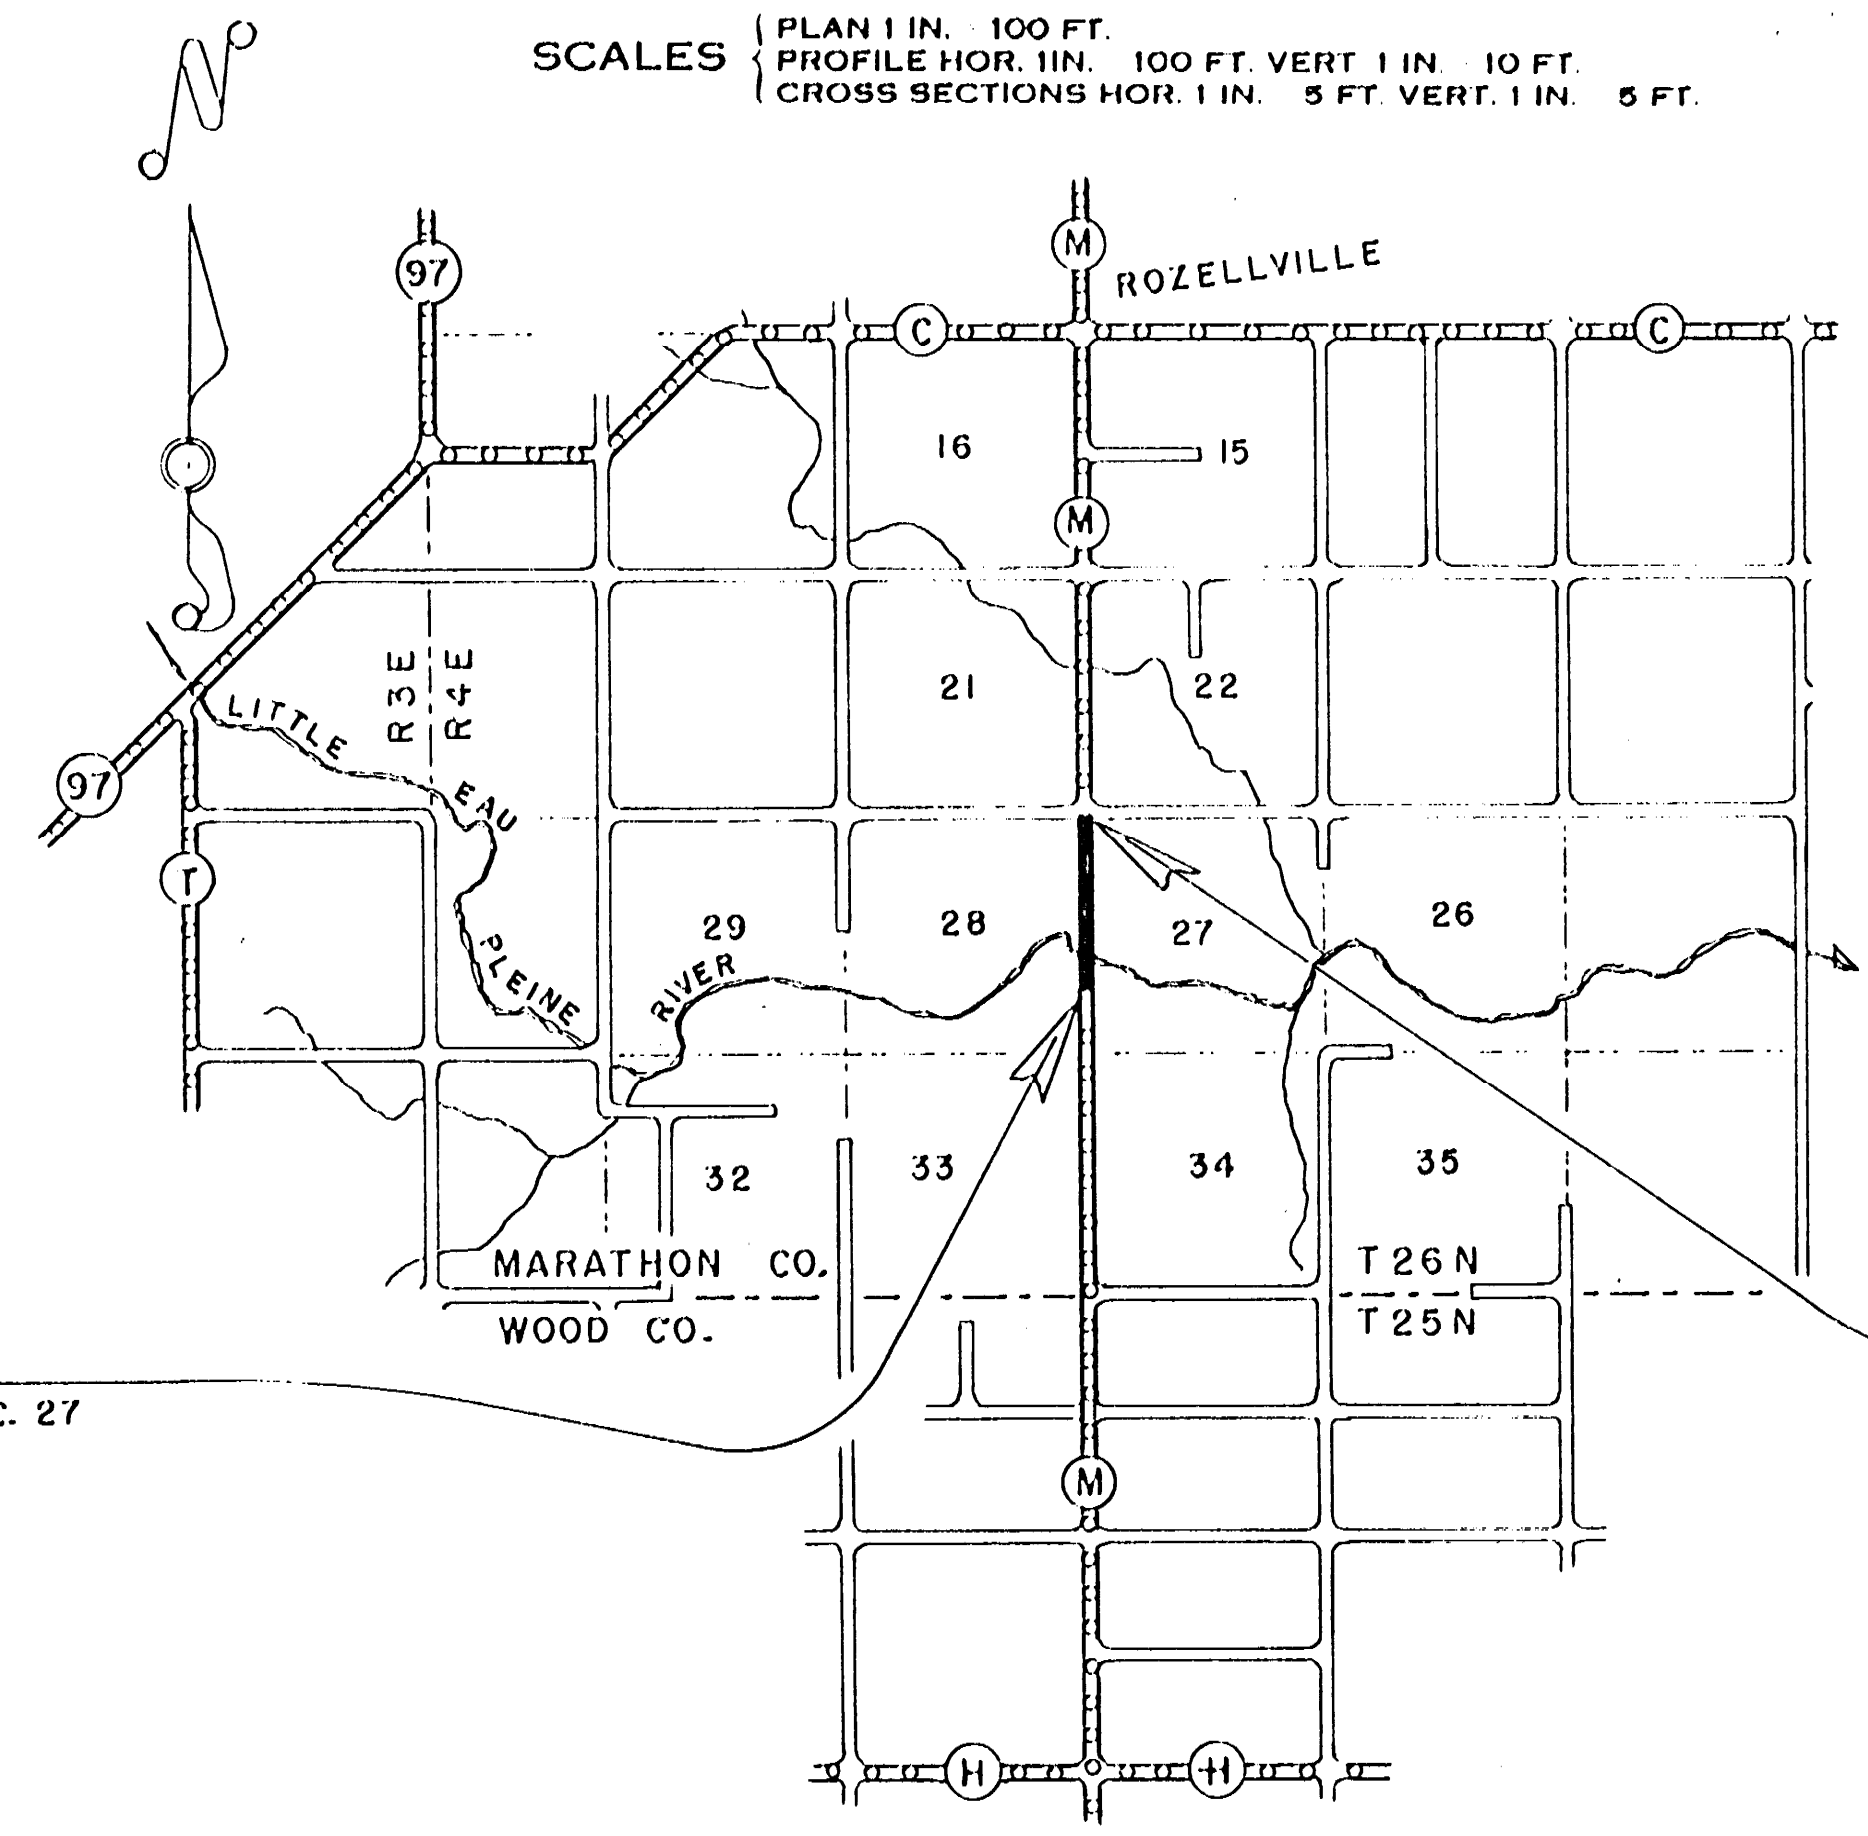 N
SCALES
PLAN 1 IN. 100 FT.
PROFILE HOR. 1IN. 100 FT. VERT 1 IN. 10 FT.
CROSS SECTIONS HOR. 1 IN. 5 FT. VERT. 1 IN. 5 FT.
M
ROZELLVILLE
97
C
C
16
15
M
R3E
R4E
21
22
LITTLE EAU PLEINE RIVER
97
T
29
28
27
26
32
33
34
35
MARATHON CO.
T26N
WOOD CO.
T25N
27
M
H
H